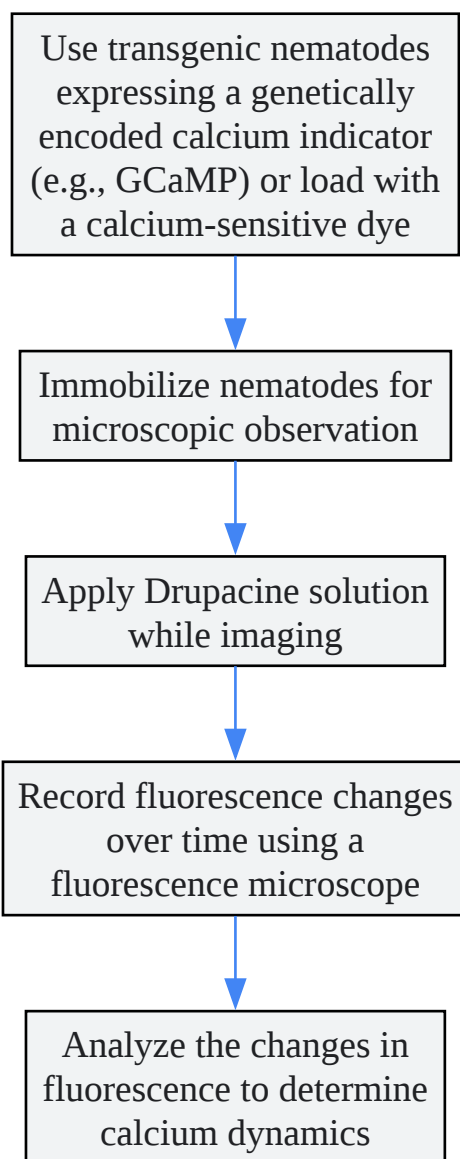 Use transgenic nematodes
expressing a genetically
encoded calcium indicator
(e.g., GCaMP) or load with
a calcium-sensitive dye
Immobilize nematodes for
microscopic observation
Apply Drupacine solution
while imaging
Record fluorescence changes
over time using a
fluorescence microscope
Analyze the changes in
fluorescence to determine
calcium dynamics